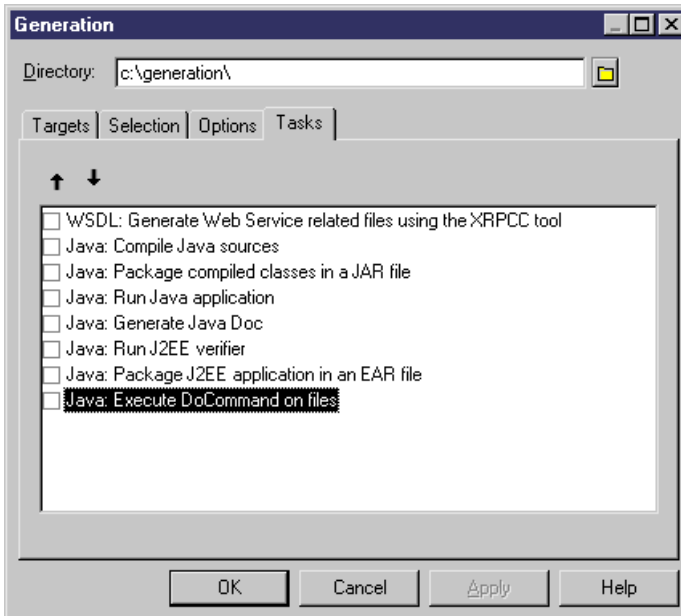 Generation
Directory: c:\generation\
Targets Selection Options Tasks
WSDL: Generate Web Service related files using the XRPCC tool
Java: Compile Java sources
Java: Package compiled classes in a JAR file
Java: Run Java application
Java: Generate Java Doc
Java: Run J2EE verifier
Java: Package J2EE application in an EAR file
Java: Execute DoCommand on files
OK Cancel Apply Help